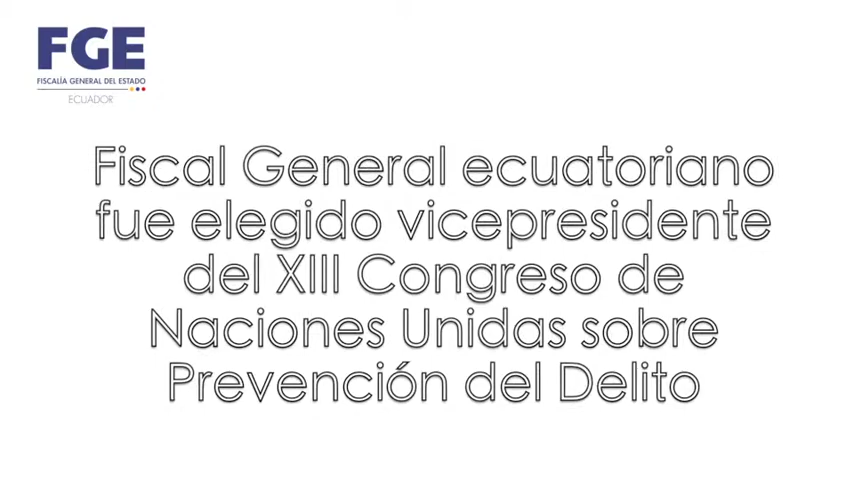 FGE
FISCALÍA GENERAL DEL ESTADO
ECUADOR
Fiscal General ecuatoriano
fue elegido vicepresidente
del XIII Congreso de
Naciones Unidas sobre
Prevención del Delito